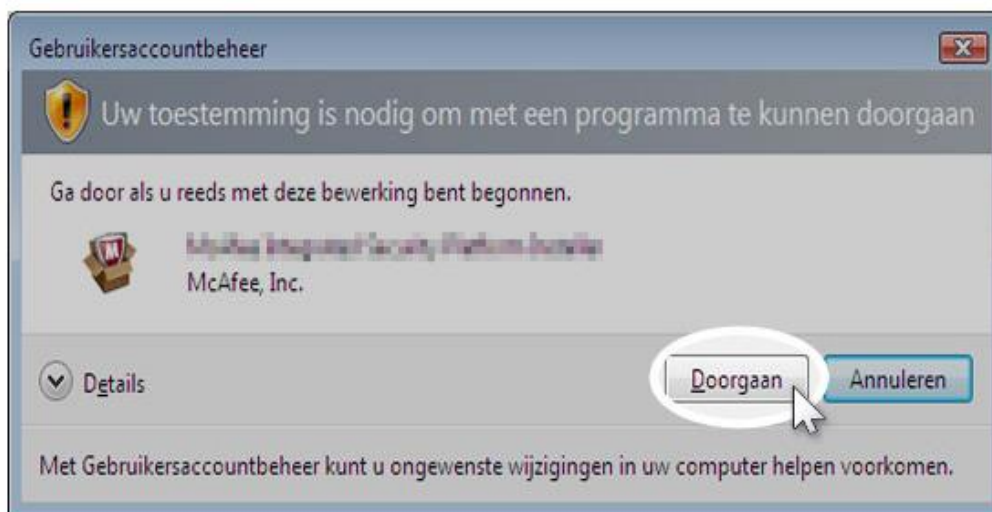 Gebruikersaccountbeheer
Uw toestemming is nodig om met een programma te kunnen doorgaan
Ga door als u reeds met deze bewerking bent begonnen.
McAfee, Inc.
Details
Doorgaan
Annuleren
Met Gebruikersaccountbeheer kunt u ongewenste wijzigingen in uw computer helpen voorkomen.